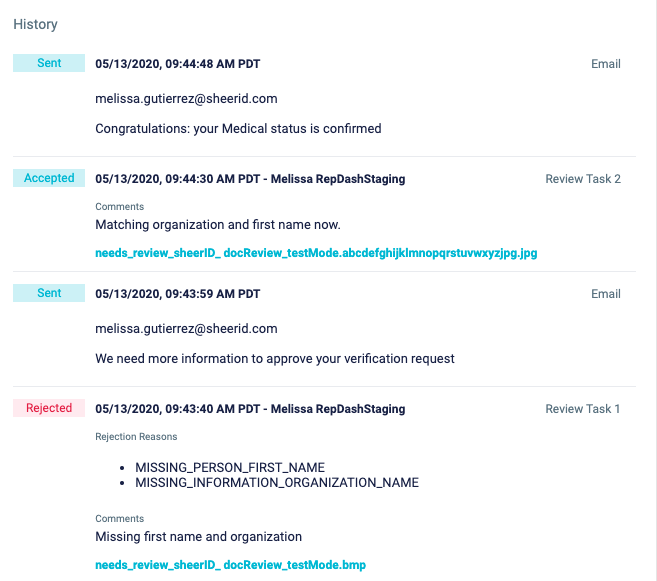 History
Sent 05/13/2020, 09:44:48 AM PDT Email
melissa.gutierrez@sheerid.com
Congratulations: your Medical status is confirmed
Accepted 05/13/2020, 09:44:30 AM PDT - Melissa RepDashStaging Review Task 2
Comments
Matching organization and first name now.
needs_review_sheerID_ docReview_testMode.abcdefghijklmnopqrstuvwxyzjpg.jpg
Sent 05/13/2020, 09:43:59 AM PDT Email
melissa.gutierrez@sheerid.com
We need more information to approve your verification request
Rejected 05/13/2020, 09:43:40 AM PDT - Melissa RepDashStaging Review Task 1
Rejection Reasons
• MISSING_PERSON_FIRST_NAME
• MISSING_INFORMATION_ORGANIZATION_NAME
Comments
Missing first name and organization
needs_review_sheerID_ docReview_testMode.bmp